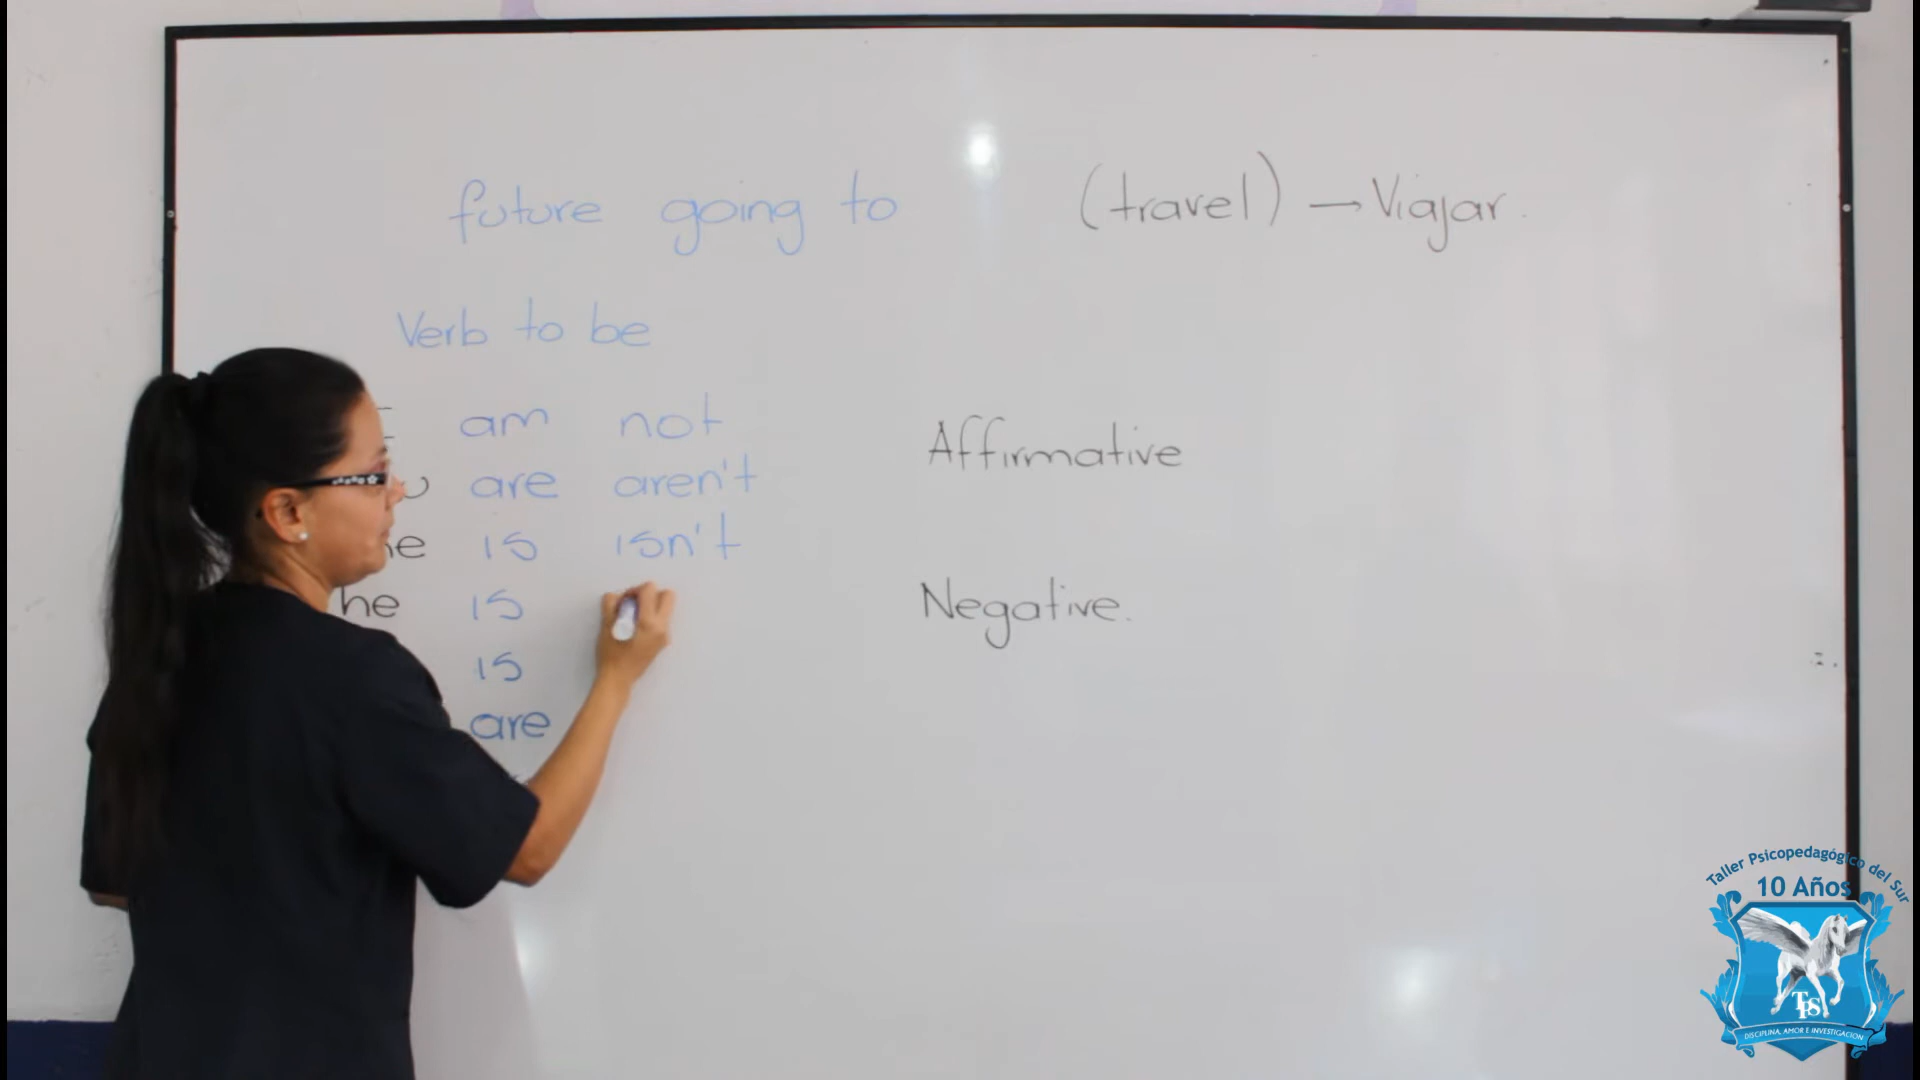 future going to (travel) → Viajar.
Verb to be
am not
are aren't
is isn't
he is
is
are
Affirmative
Negative.
Taller Psicopedagógico del Sur
10 Años
TPS
DISCIPLINA, AMOR E INVESTIGACION